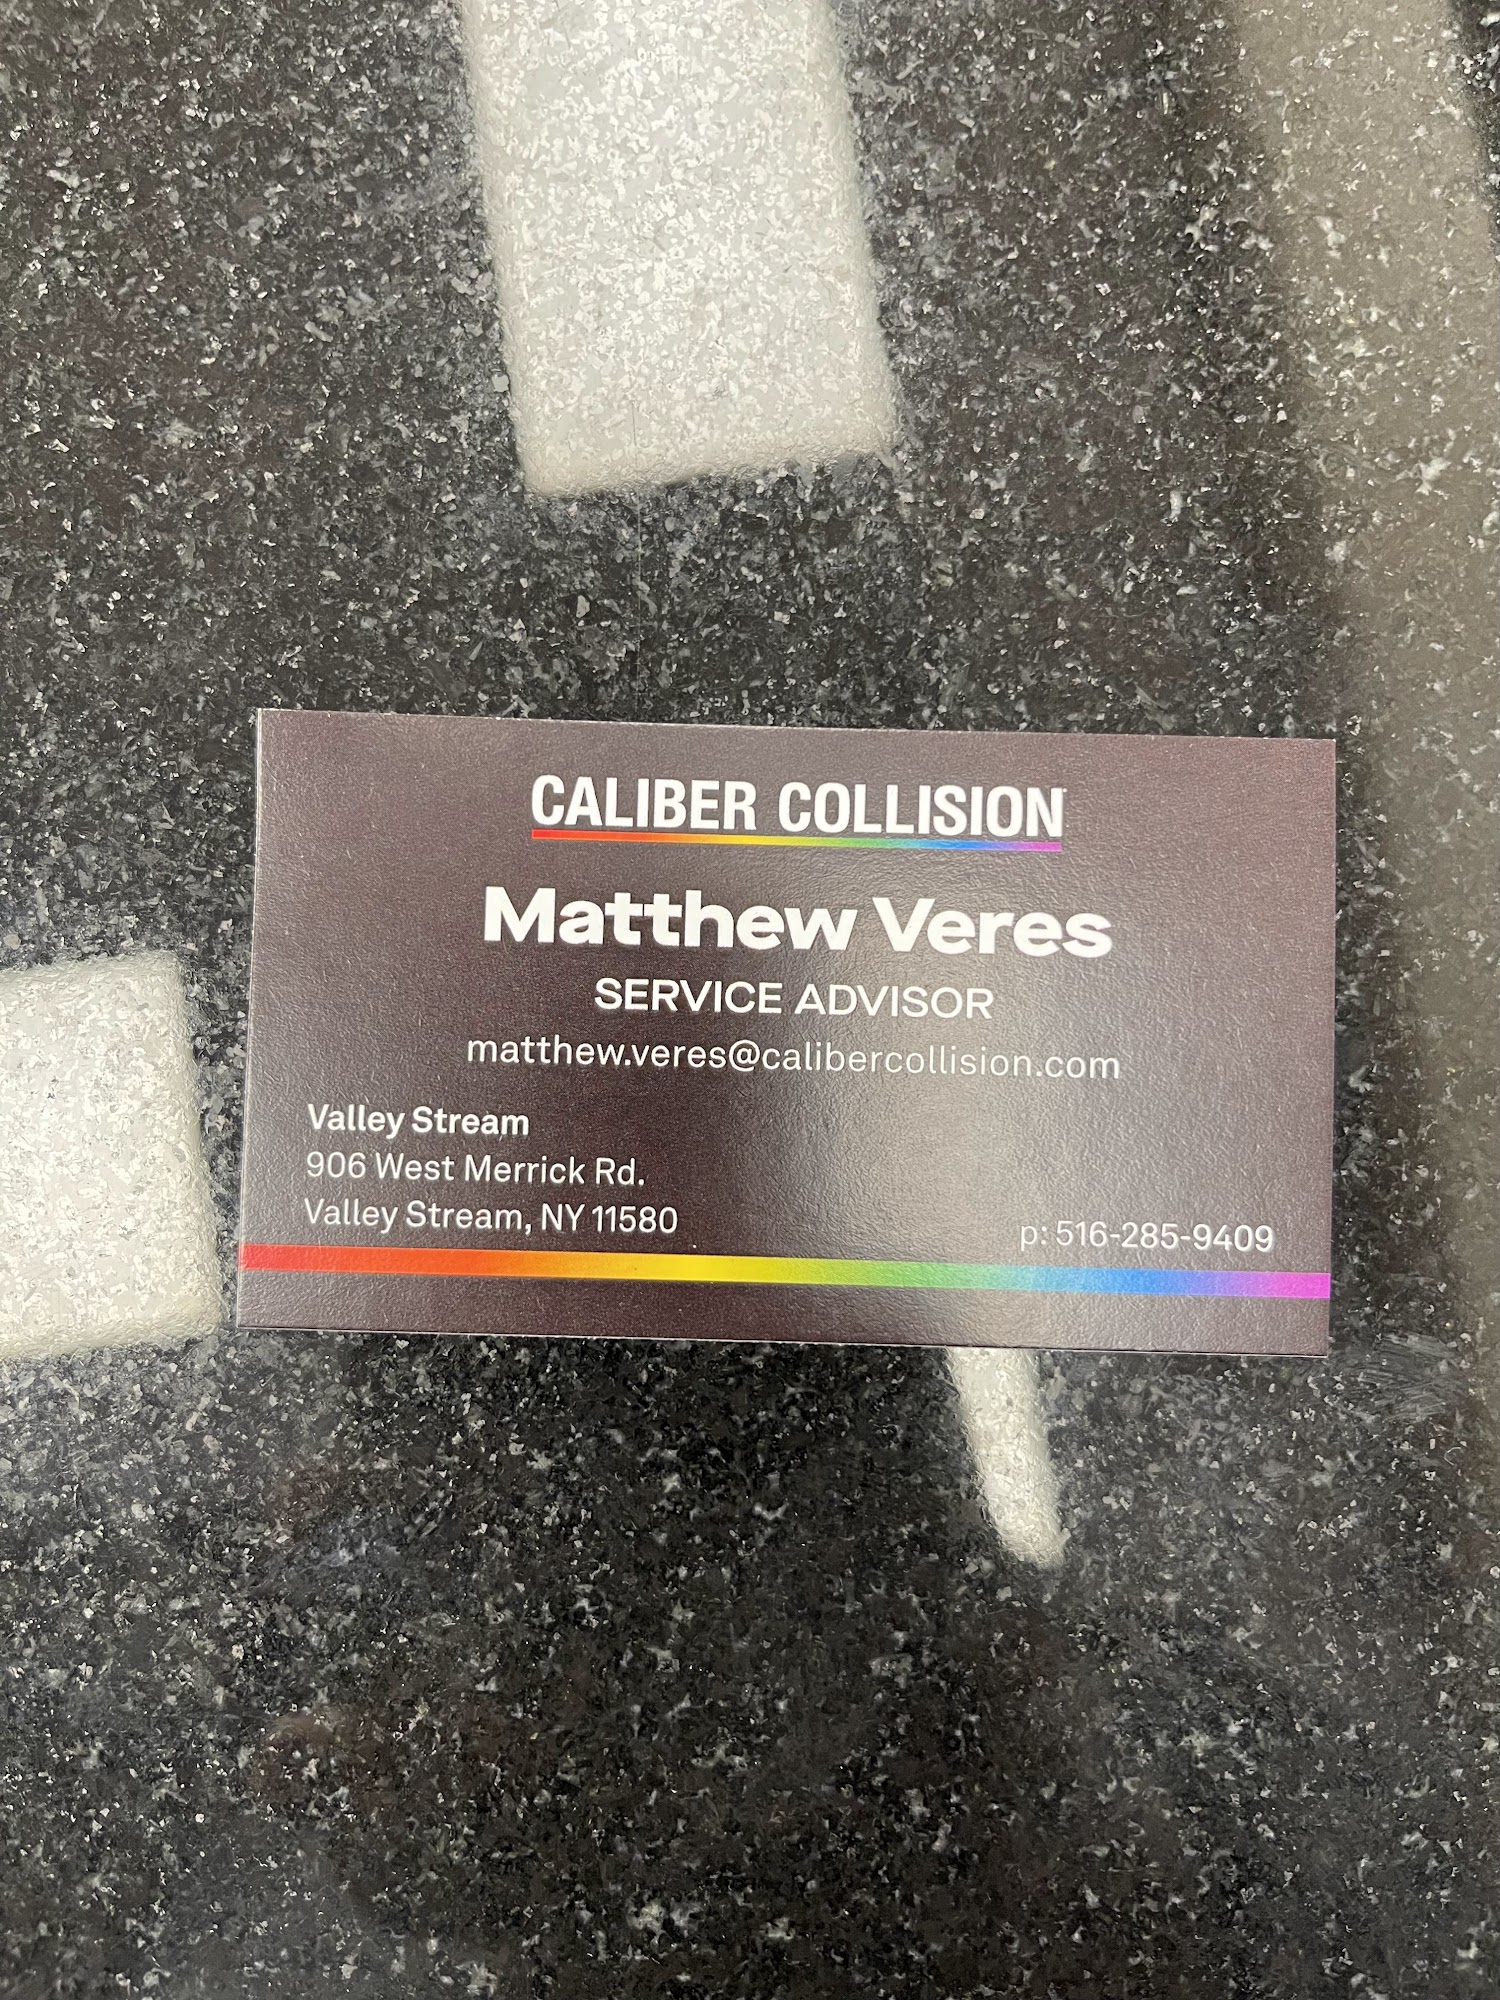 CALIBER COLLISION
Matthew Veres
SERVICE ADVISOR
matthew.veres@calibercollision.com
Valley Stream
906 West Merrick Rd.
Valley Stream, NY 11580
p: 516-285-9409